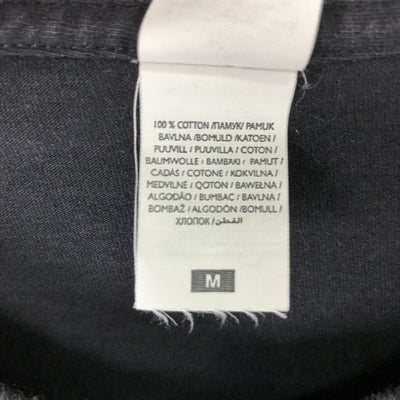 100 % COTTON /ПАМУК/ PAMUK
BAVLNA /BOMULD / KATOEN /
PUUVILL / PUUVILLA / COTON /
BAUMWOLLE / BAMBAKI / PAMUT /
CADAS / COTONE / KOKVILNA /
MEDVILNĖ / QOTON / BAWEŁNA /
ALGODÃO / BUMBAC / BAVLNA /
BOMBAŽ / ALGODÓN /BOMULL /
ХЛОПОК / القطن/
M